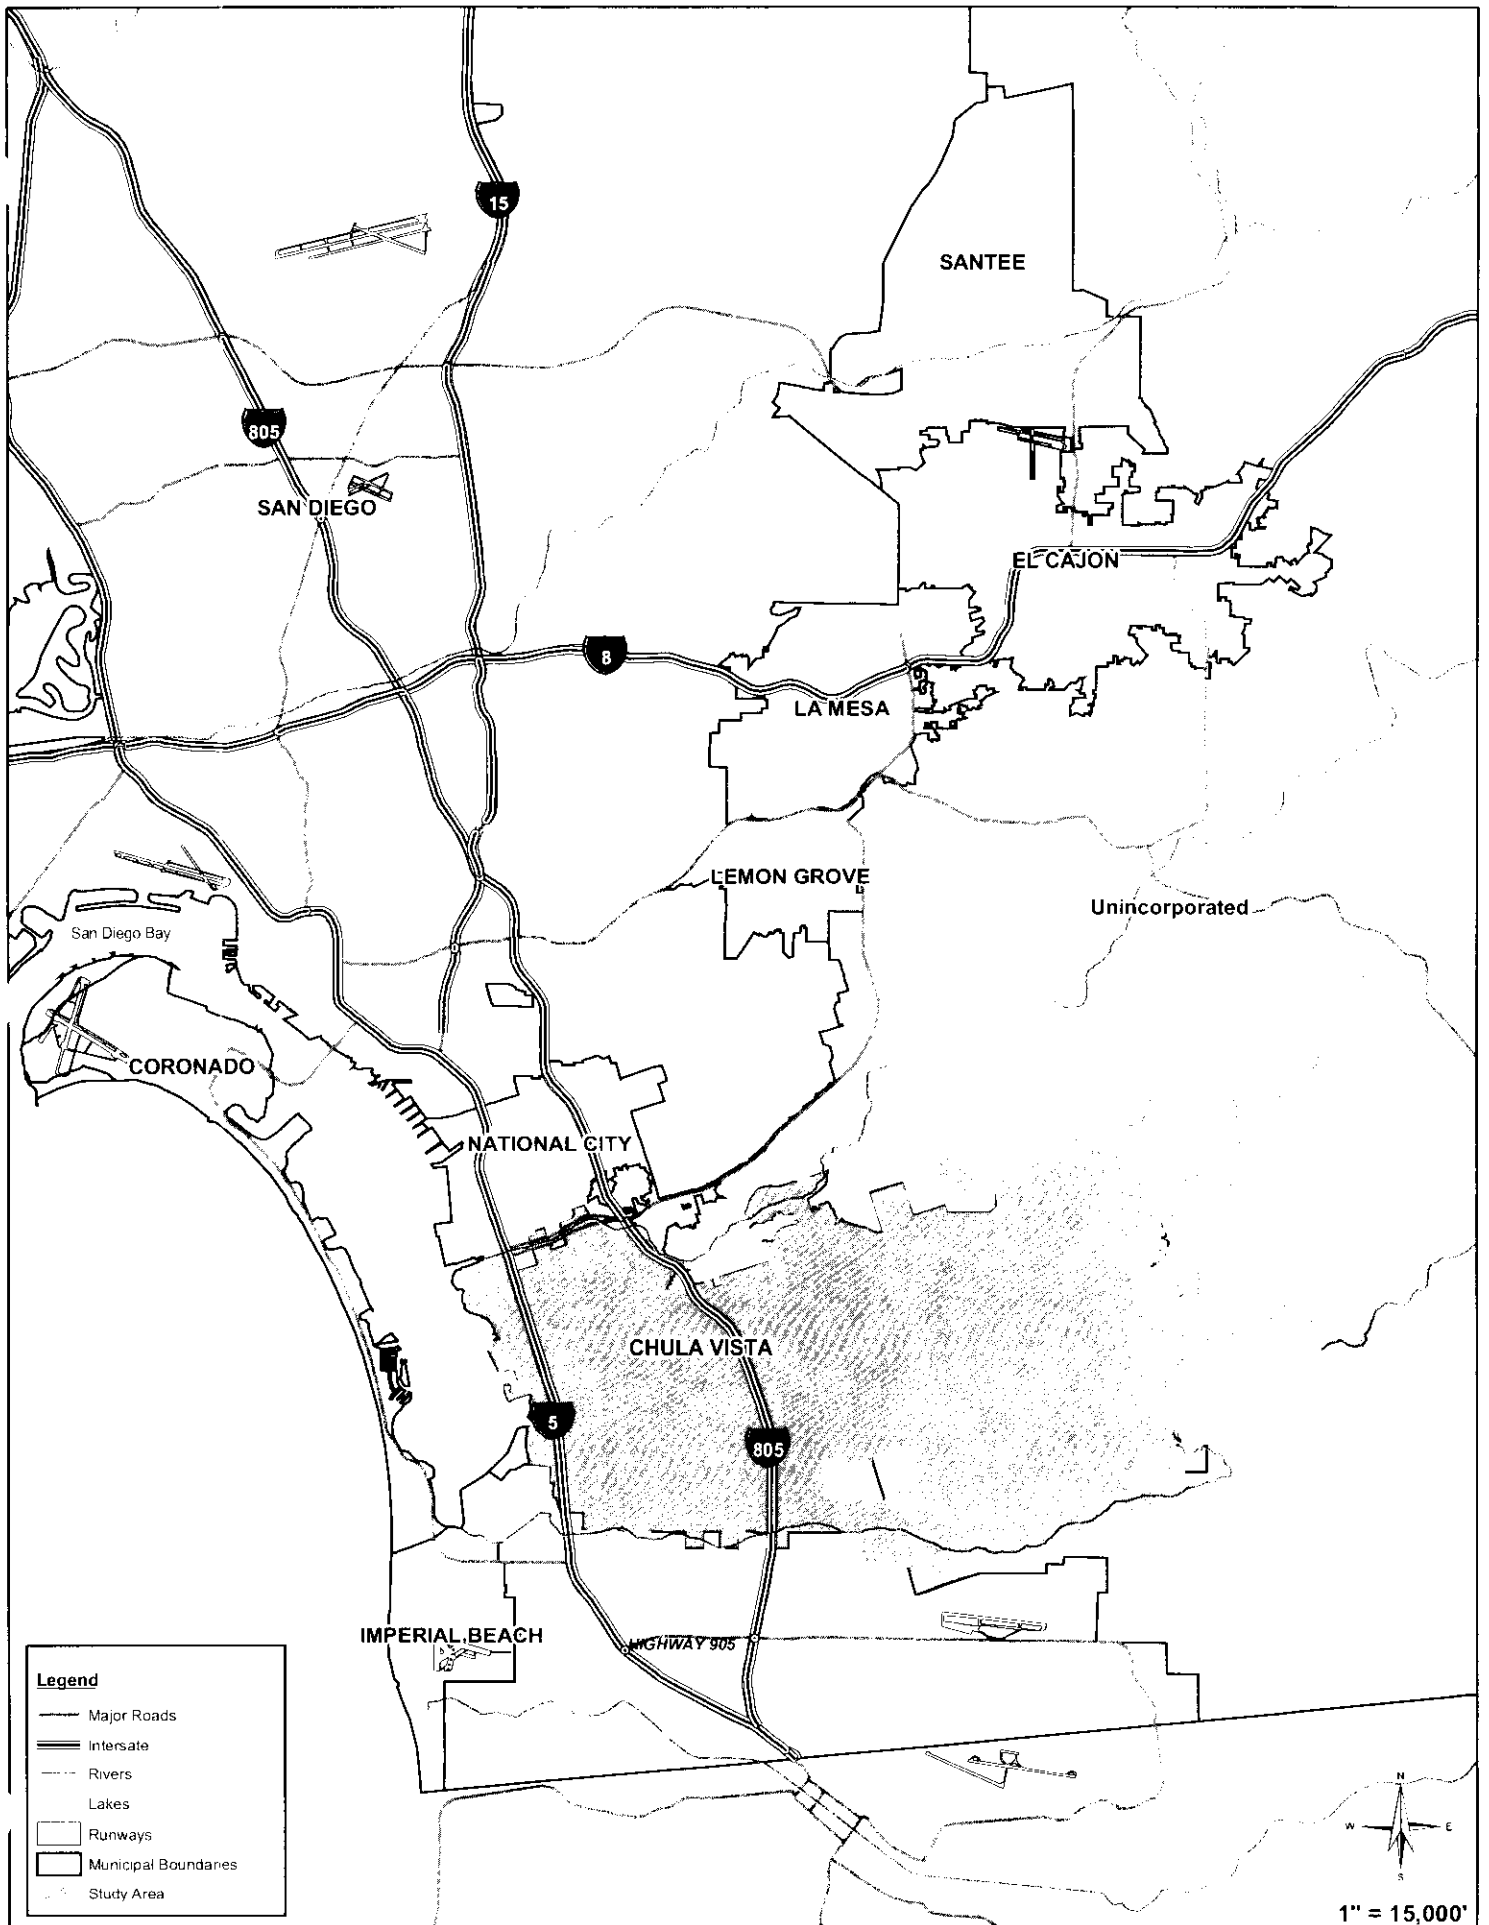 15
SANTEE
805
SAN DIEGO
EL CAJON
8
LA MESA
LEMON GROVE
Unincorporated
San Diego Bay
CORONADO
NATIONAL CITY
CHULA VISTA
5
805
IMPERIAL BEACH
HIGHWAY 905
Legend
Major Roads
Intersate
Rivers
Lakes
Runways
Municipal Boundaries
Study Area
N
W
E
S
1" = 15,000'